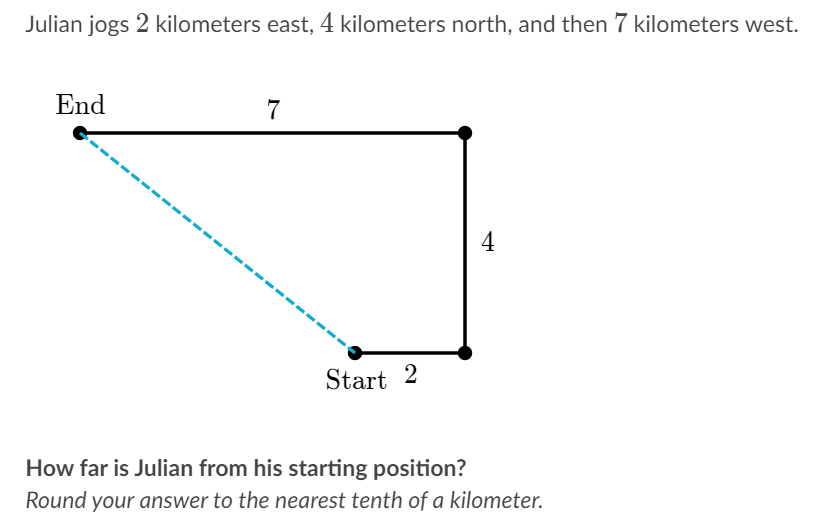 Julian jogs 2 kilometers east, 4 kilometers north, and then 7 kilometers west.
End
7
4
Start 2
How far is Julian from his starting position?
Round your answer to the nearest tenth of a kilometer.